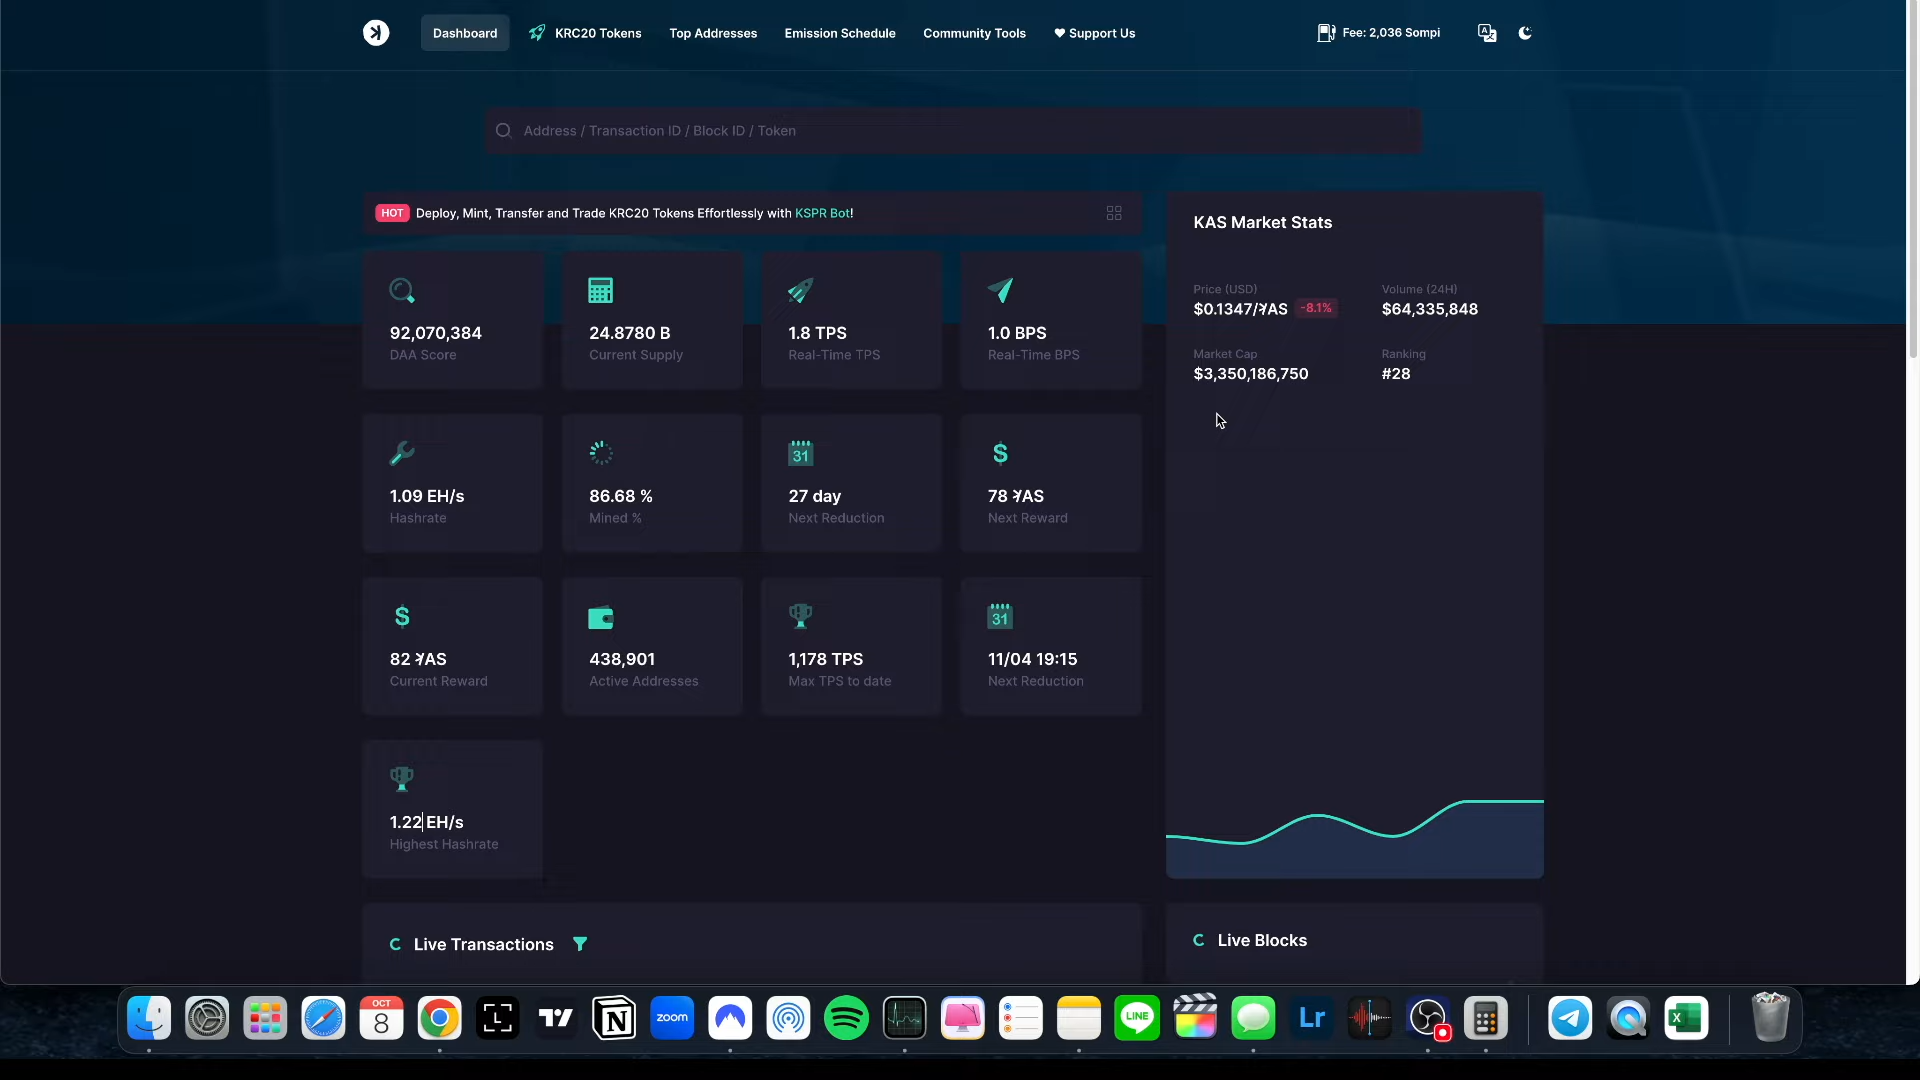 Dashboard
KRC20 Tokens
Top Addresses
Emission Schedule
Community Tools
Support Us
Fee: 2,036 Sompi
Address / Transaction ID / Block ID / Token
HOT Deploy, Mint, Transfer and Trade KRC20 Tokens Effortlessly with KSPR Bot!
92,070,384
DAA Score
24.8780 B
Current Supply
1.8 TPS
Real-Time TPS
1.0 BPS
Real-Time BPS
1.09 EH/s
Hashrate
86.68 %
Mined %
31
27 day
Next Reduction
$
78 KAS
Next Reward
$
82 KAS
Current Reward
438,901
Active Addresses
1,178 TPS
Max TPS to date
31
11/04 19:15
Next Reduction
1.22 EH/s
Highest Hashrate
KAS Market Stats
Price (USD)
$0.1347/KAS -8.1%
Volume (24H)
$64,335,848
Market Cap
$3,350,186,750
Ranking
#28
Live Transactions
Live Blocks
OCT
8
L
N
zoom
LINE
Lr
X